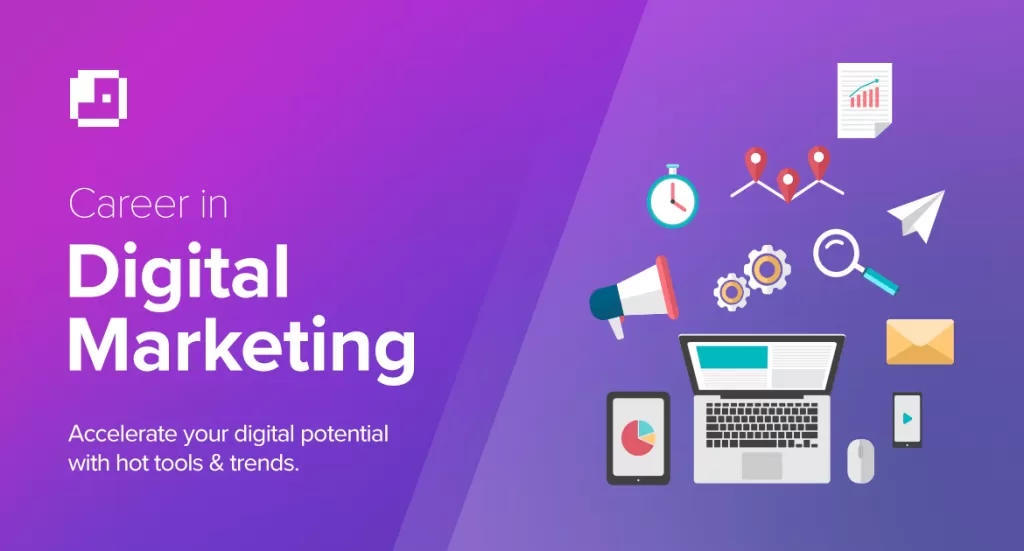 Career in
Digital
Marketing
Accelerate your digital potential
with hot tools & trends.